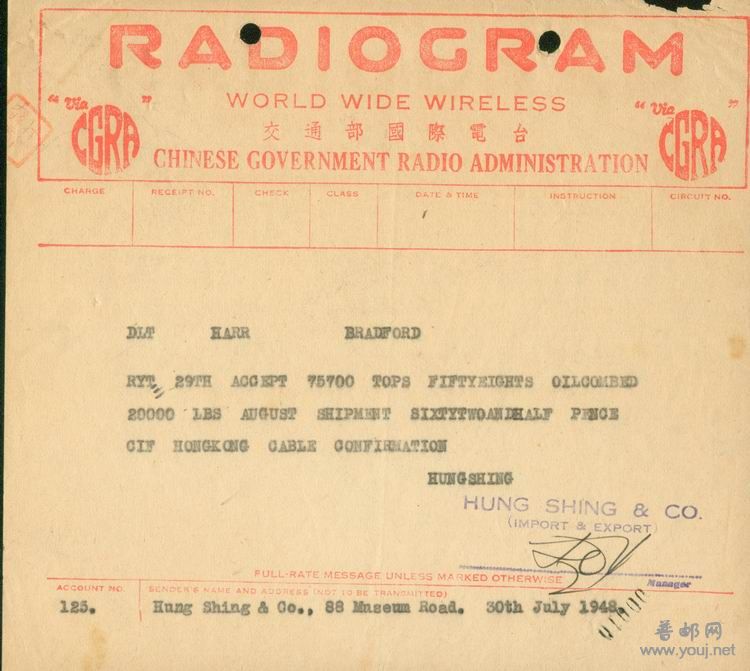 RADIOGRAM
"Via CGRA" WORLD WIDE WIRELESS "Via CGRA"
交通部國際電台
CHINESE GOVERNMENT RADIO ADMINISTRATION
CHARGE RECEIPT NO. CHECK CLASS DATE & TIME INSTRUCTION CIRCUIT NO.
DLT HARR BRADFORD
RYT 29TH ACCEPT 75700 TOPS FIFTYEIGHTS OILCOMBED
20000 LBS AUGUST SHIPMENT SIXTYTWOANDHALF PENCE
CIF HONGKONG CABLE CONFIRMATION
HUNGSHING
HUNG SHING & CO.
(IMPORT & EXPORT)
Manager
FULL-RATE MESSAGE UNLESS MARKED OTHERWISE
ACCOUNT NO. SENDER'S NAME AND ADDRESS (NOT TO BE TRANSMITTED)
125. Hung Shing & Co., 88 Museum Road. 30th July 1948.
普邮网
www.youj.net